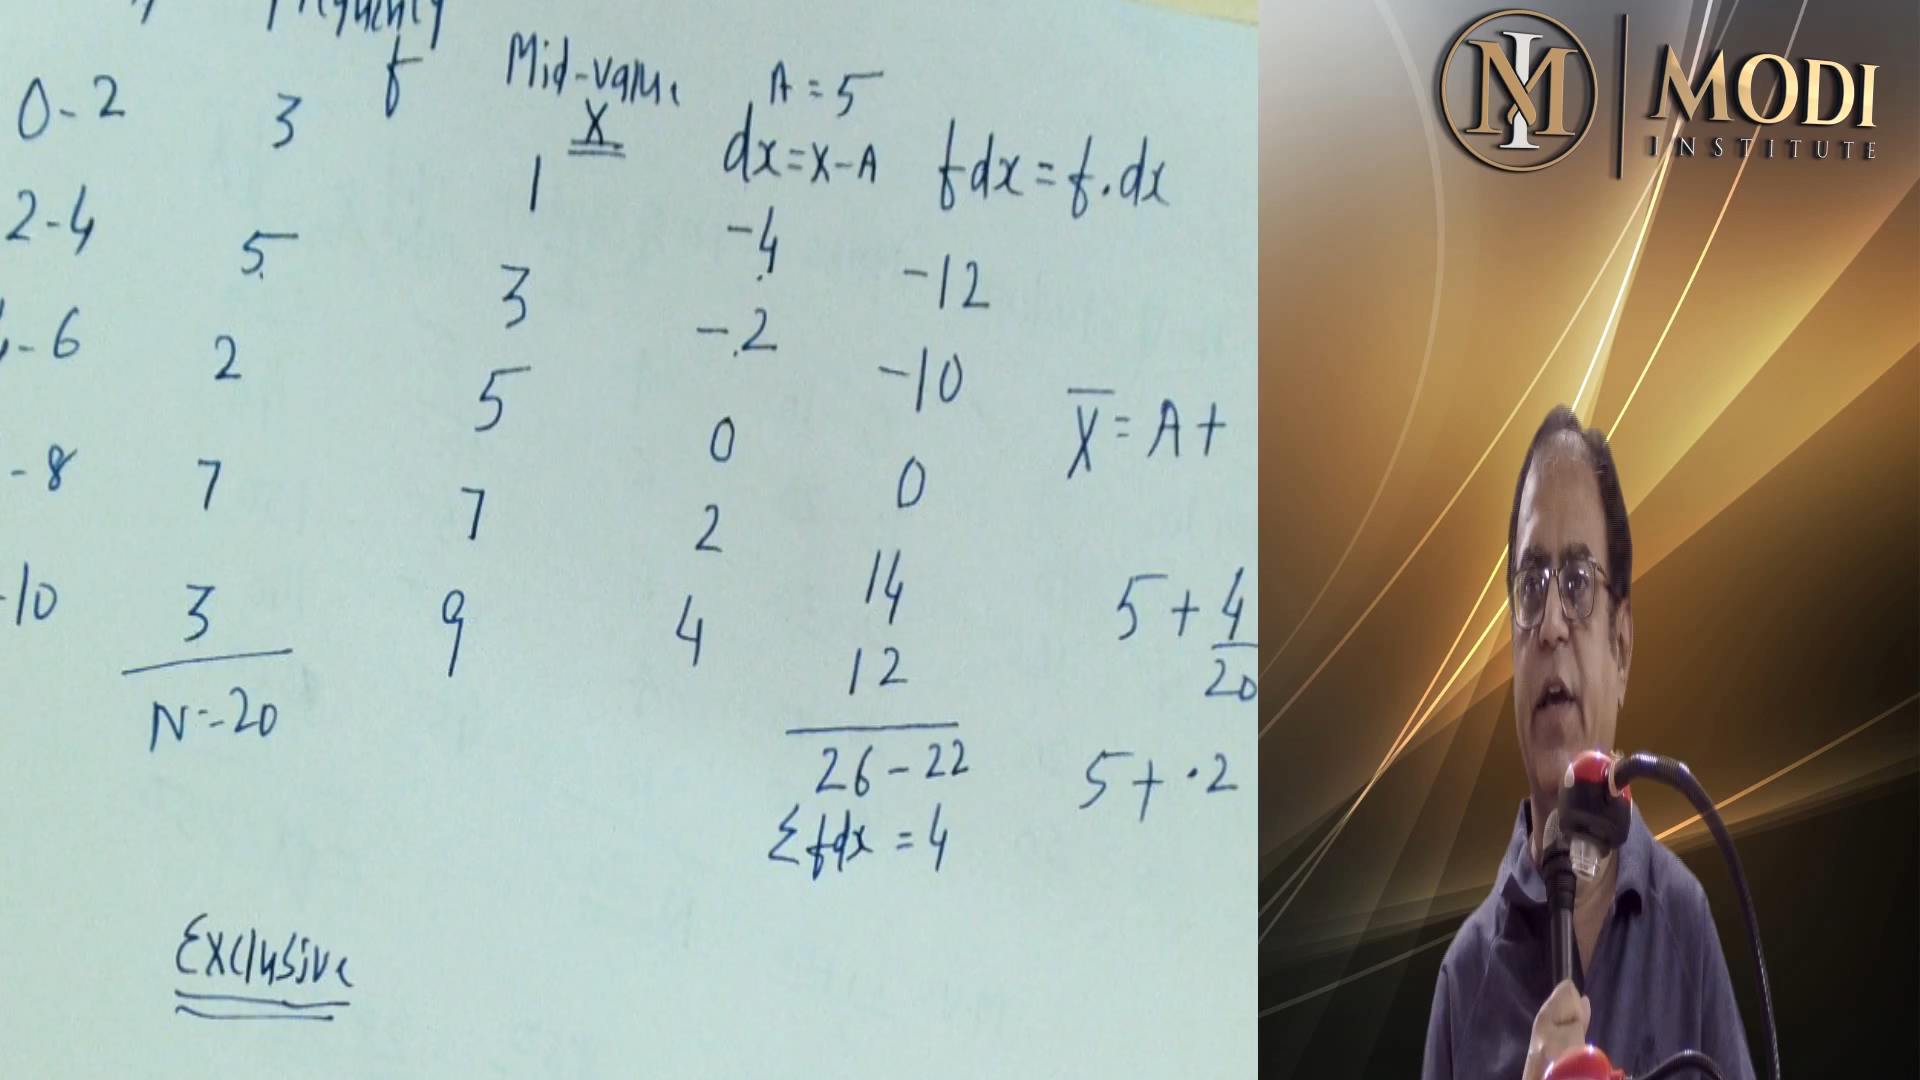 f Mid-value A = 5
X dx = X - A fdx = f.dx
0 - 2 3 1 -4 -12
2 - 4 5 3 -2 -10
- 6 2 5 0 0
- 8 7 7 2 14
- 10 3 9 4 12
N = 20 26 - 22
Σfdx = 4
X̄ = A +
5 + 4/20
5 + .2
Exclusive
MI MODI
INSTITUTE